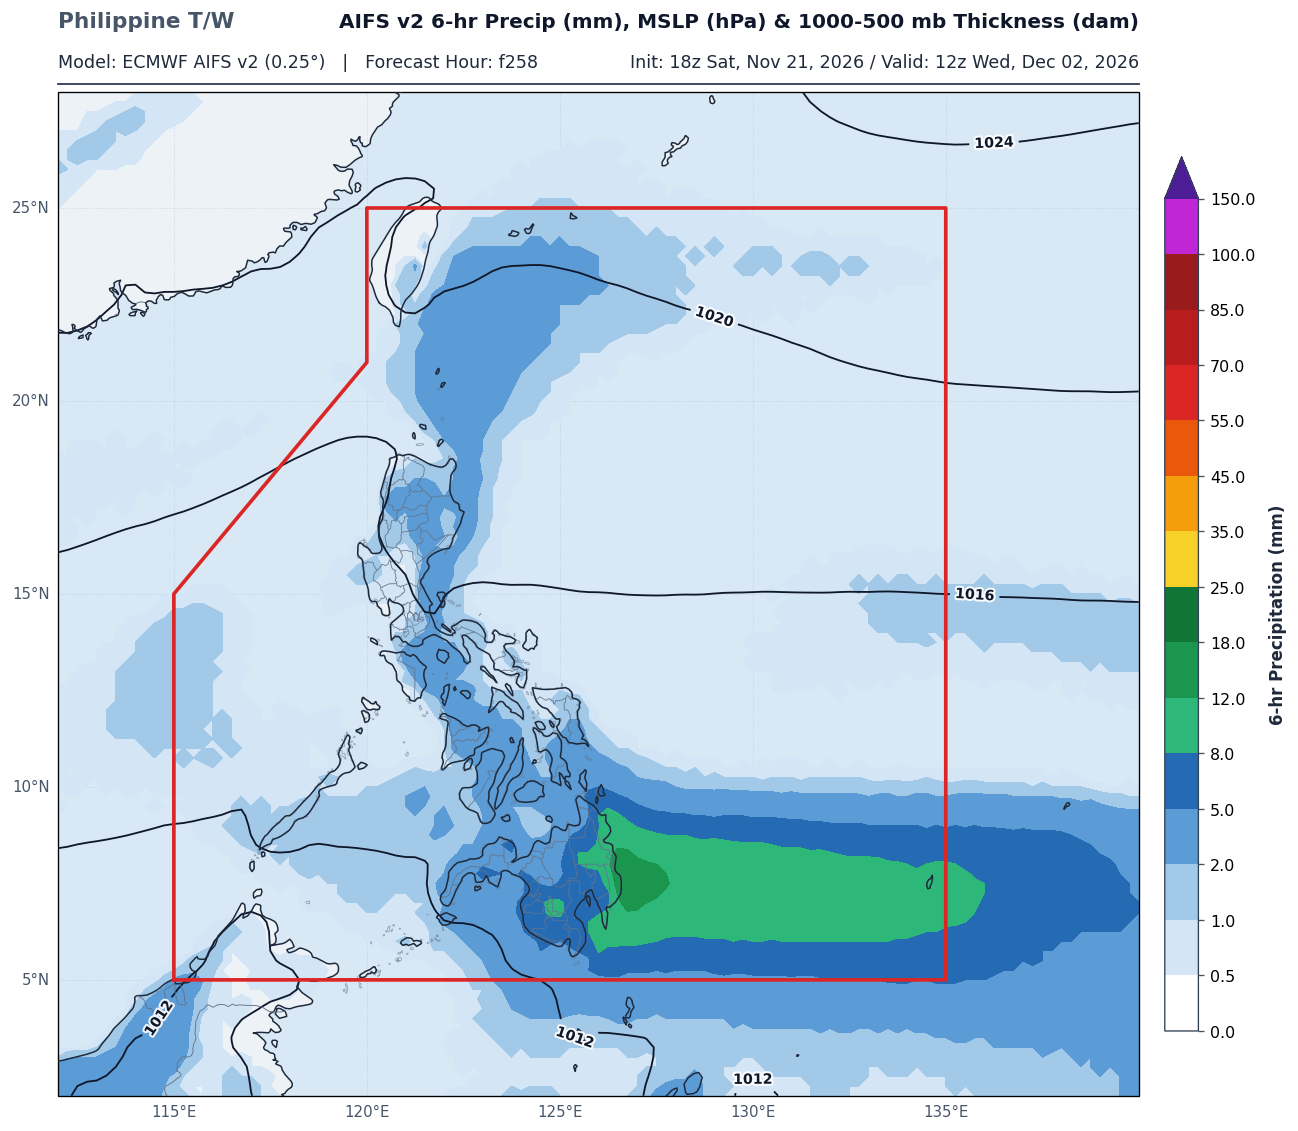 Philippine T/W
AIFS v2 6-hr Precip (mm), MSLP (hPa) & 1000-500 mb Thickness (dam)
Model: ECMWF AIFS v2 (0.25°)   |   Forecast Hour: f258
Init: 18z Sat, Nov 21, 2026 / Valid: 12z Wed, Dec 02, 2026
1024
1020
1016
1012
1012
1012
25°N
20°N
15°N
10°N
5°N
115°E
120°E
125°E
130°E
135°E
150.0
100.0
85.0
70.0
55.0
45.0
35.0
25.0
18.0
12.0
8.0
5.0
2.0
1.0
0.5
0.0
6-hr Precipitation (mm)